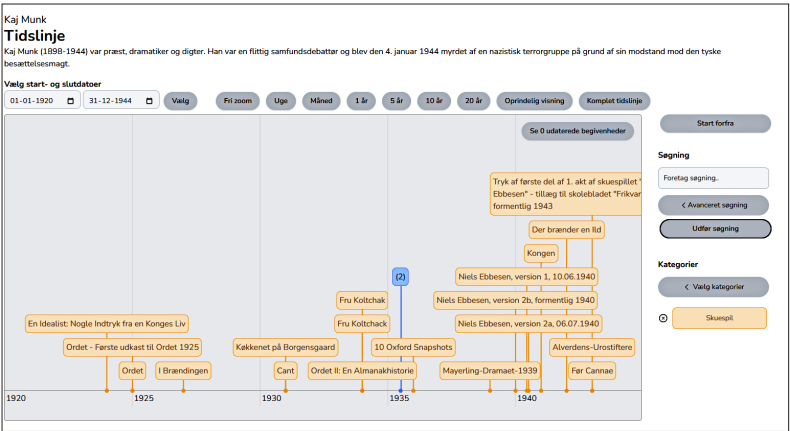 Kaj Munk
Tidslinje
Kaj Munk (1898-1944) var præst, dramatiker og digter. Han var en flittig samfundsdebattør og blev den 4. januar 1944 myrdet af en nazistisk terrorgruppe på grund af sin modstand mod den tyske
besættelsesmagt.
Vælg start- og slutdatoer
01-01-1920 31-12-1944 Vælg Fri zoom Uge Måned 1 år 5 år 10 år 20 år Oprindelig visning Komplet tidslinje
Se 0 udaterede begivenheder
Start forfra
Søgning
Foretag søgning..
< Avanceret søgning
Udfør søgning
Kategorier
< Vælg kategorier
Skuespil
Tryk af første del af 1. akt af skuespillet "
Ebbesen" - tillæg til skolebladet "Frikvar
formentlig 1943
Der brænder en Ild
Kongen
(2)
Niels Ebbesen, version 1, 10.06.1940
Fru Koltchak
Niels Ebbesen, version 2b, formentlig 1940
En Idealist: Nogle Indtryk fra en Konges Liv
Fru Koltchack
Niels Ebbesen, version 2a, 06.07.1940
Ordet - Første udkast til Ordet 1925
Køkkenet på Borgensgaard
10 Oxford Snapshots
Alverdens-Urostiftere
Ordet
I Brændingen
Cant
Ordet II: En Almanakhistorie
Mayerling-Dramaet-1939
Før Cannae
1920 1925 1930 1935 1940